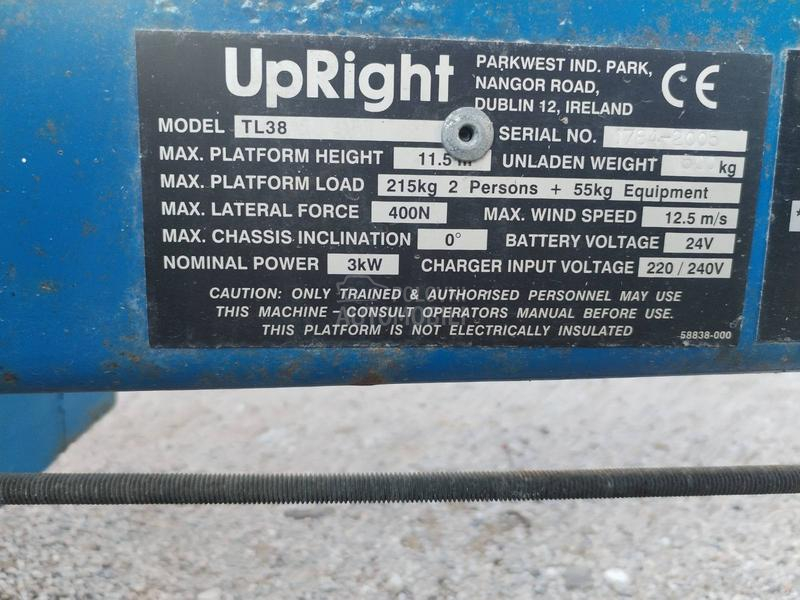 UpRight
PARKWEST IND. PARK,
NANGOR ROAD,
DUBLIN 12, IRELAND
CE
MODEL TL38
SERIAL NO.
MAX. PLATFORM HEIGHT 11.5 m
UNLADEN WEIGHT kg
MAX. PLATFORM LOAD 215kg 2 Persons + 55kg Equipment
MAX. LATERAL FORCE 400N MAX. WIND SPEED 12.5 m/s
MAX. CHASSIS INCLINATION 0° BATTERY VOLTAGE 24V
NOMINAL POWER 3kW CHARGER INPUT VOLTAGE 220 / 240V
CAUTION: ONLY TRAINED & AUTHORISED PERSONNEL MAY USE
THIS MACHINE - CONSULT OPERATORS MANUAL BEFORE USE.
THIS PLATFORM IS NOT ELECTRICALLY INSULATED
58838-000